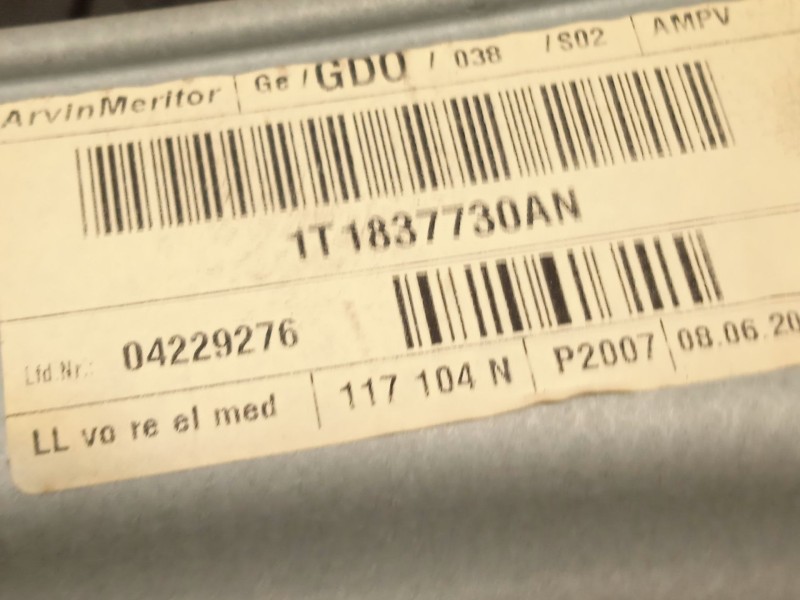 ArvinMeritor Ge / GDO / 038 / S02 AMPV
1T1837730AN
Lfd.Nr.: 04229276
LL vo re el med 117 104 N P2007 08.06.20